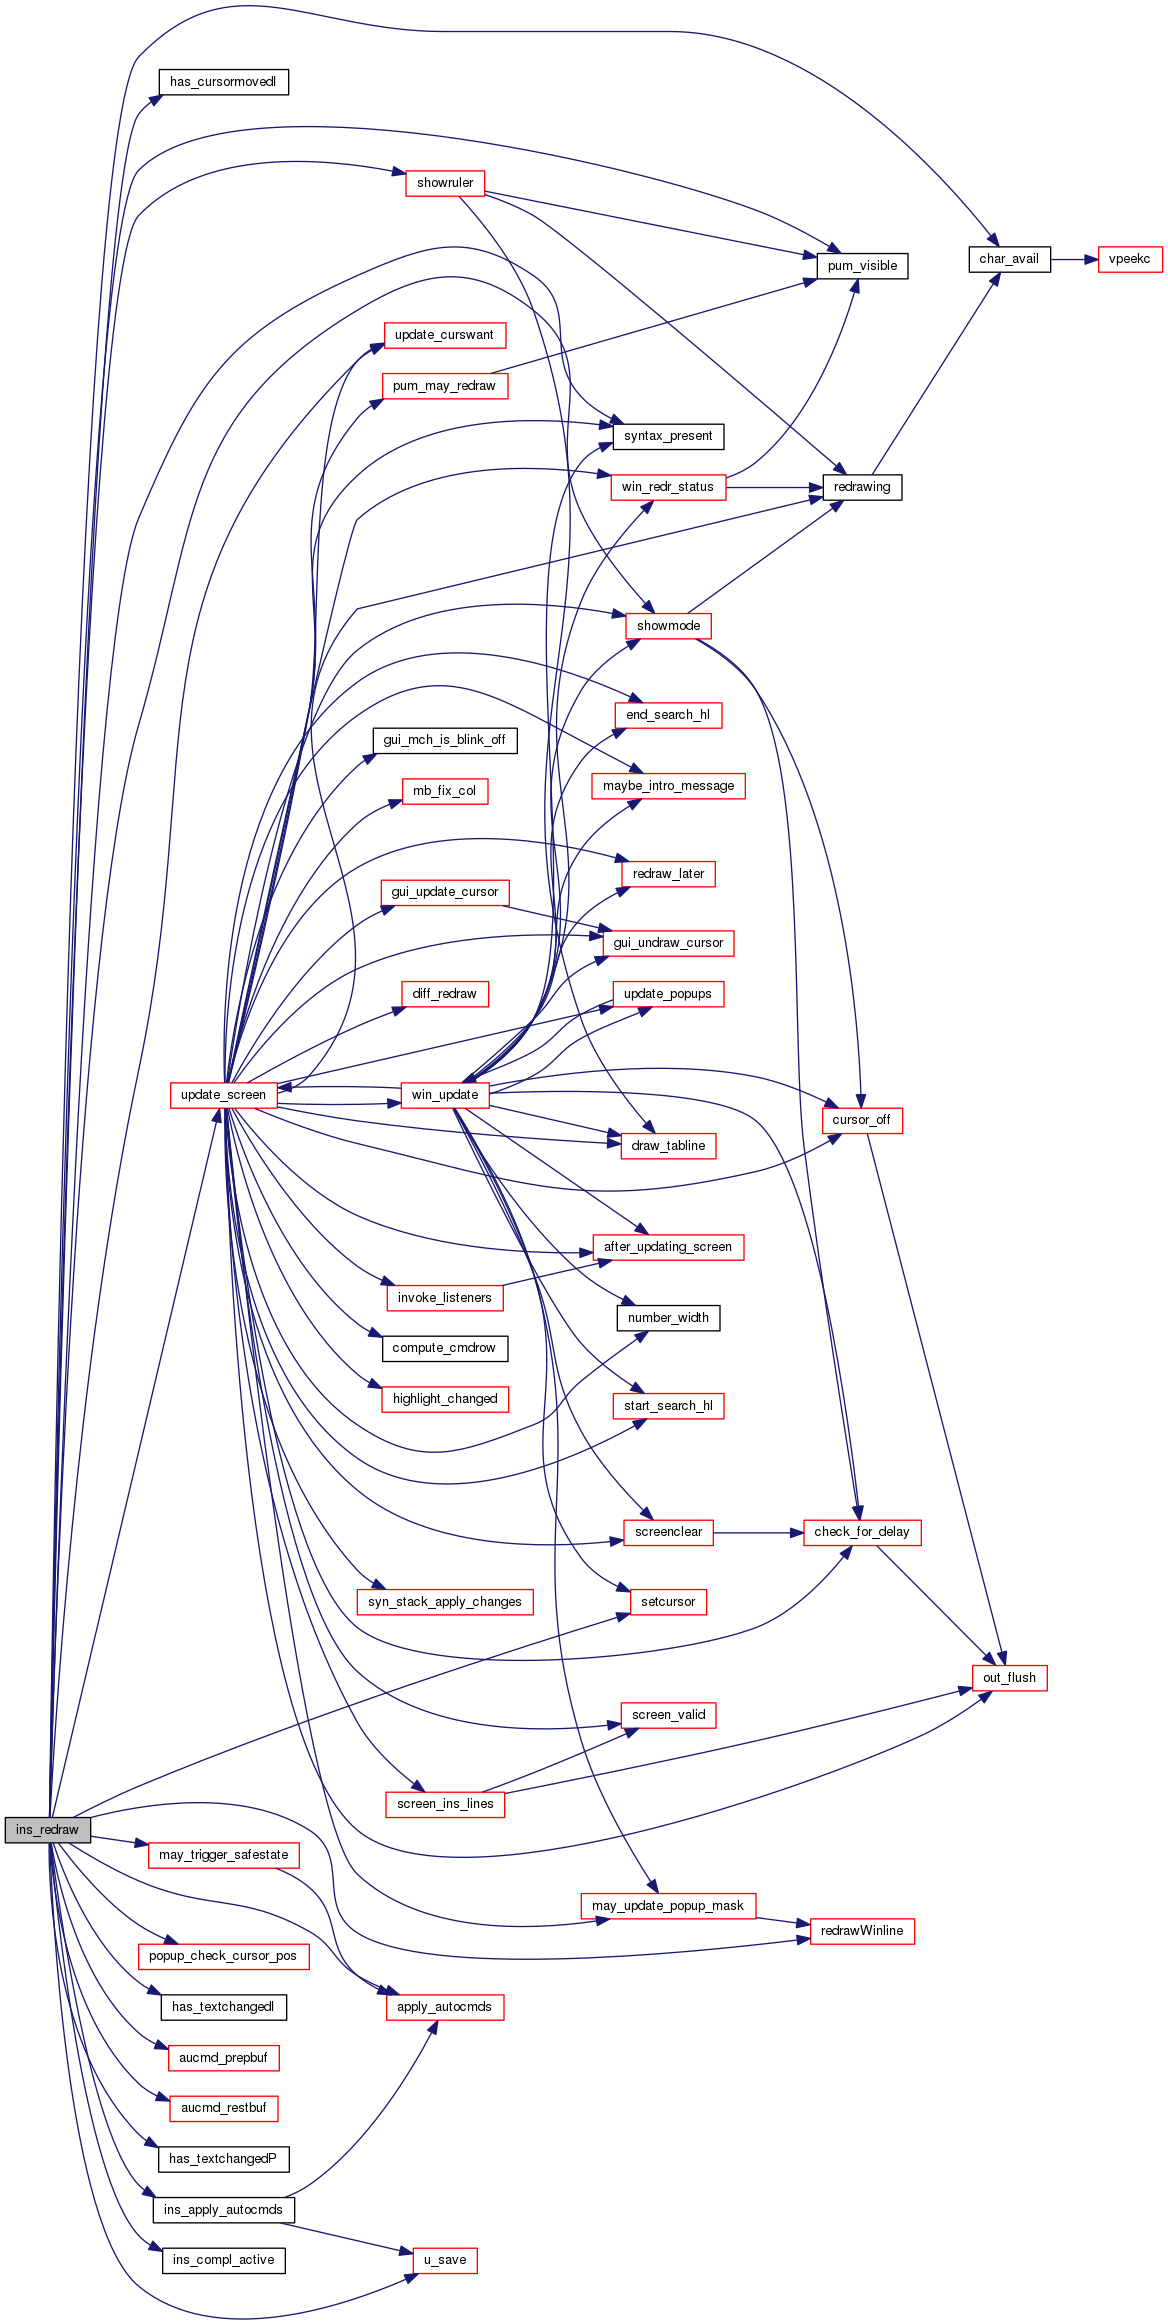 has_cursormovedI
showruler
char_avail
vpeekc
pum_visible
update_curswant
pum_may_redraw
syntax_present
win_redr_status
redrawing
showmode
end_search_hl
gui_mch_is_blink_off
maybe_intro_message
mb_fix_col
redraw_later
gui_update_cursor
gui_undraw_cursor
diff_redraw
update_popups
update_screen
win_update
cursor_off
draw_tabline
after_updating_screen
invoke_listeners
number_width
compute_cmdrow
highlight_changed
start_search_hl
screenclear
check_for_delay
syn_stack_apply_changes
setcursor
out_flush
screen_valid
screen_ins_lines
ins_redraw
may_trigger_safestate
may_update_popup_mask
redrawWinline
popup_check_cursor_pos
has_textchangedI
apply_autocmds
aucmd_prepbuf
aucmd_restbuf
has_textchangedP
ins_apply_autocmds
ins_compl_active
u_save